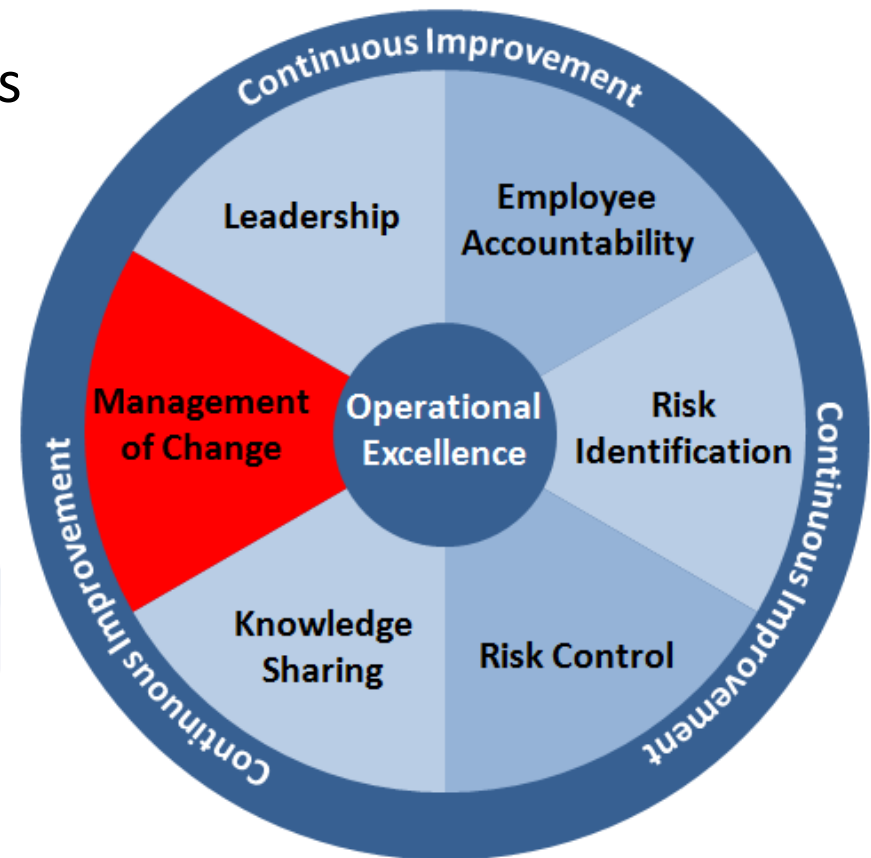 s
Continuous Improvement
Leadership
Employee
Accountability
Management
of Change
Operational
Excellence
Risk
Identification
Knowledge
Sharing
Risk Control
Continuous Improvement
Continuous Improvement